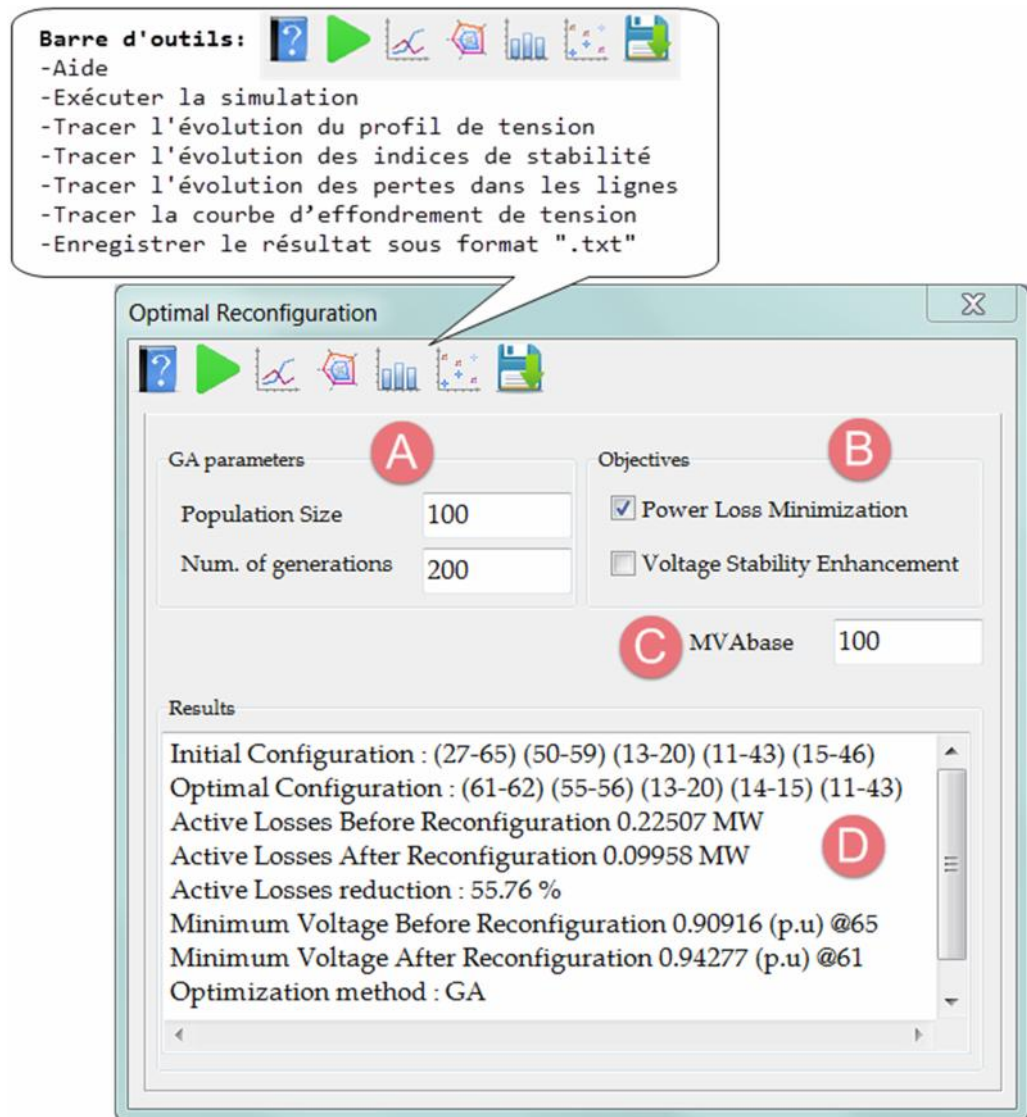 Barre d'outils:
-Aide
-Exécuter la simulation
-Tracer l'évolution du profil de tension
-Tracer l'évolution des indices de stabilité
-Tracer l'évolution des pertes dans les lignes
-Tracer la courbe d’effondrement de tension
-Enregistrer le résultat sous format ".txt"
Optimal Reconfiguration
GA parameters A
Population Size 100
Num. of generations 200
Objectives B
Power Loss Minimization
Voltage Stability Enhancement
C MVAbase 100
Results
Initial Configuration : (27-65) (50-59) (13-20) (11-43) (15-46)
Optimal Configuration : (61-62) (55-56) (13-20) (14-15) (11-43)
Active Losses Before Reconfiguration 0.22507 MW
Active Losses After Reconfiguration 0.09958 MW
D
Active Losses reduction : 55.76 %
Minimum Voltage Before Reconfiguration 0.90916 (p.u) @65
Minimum Voltage After Reconfiguration 0.94277 (p.u) @61
Optimization method : GA